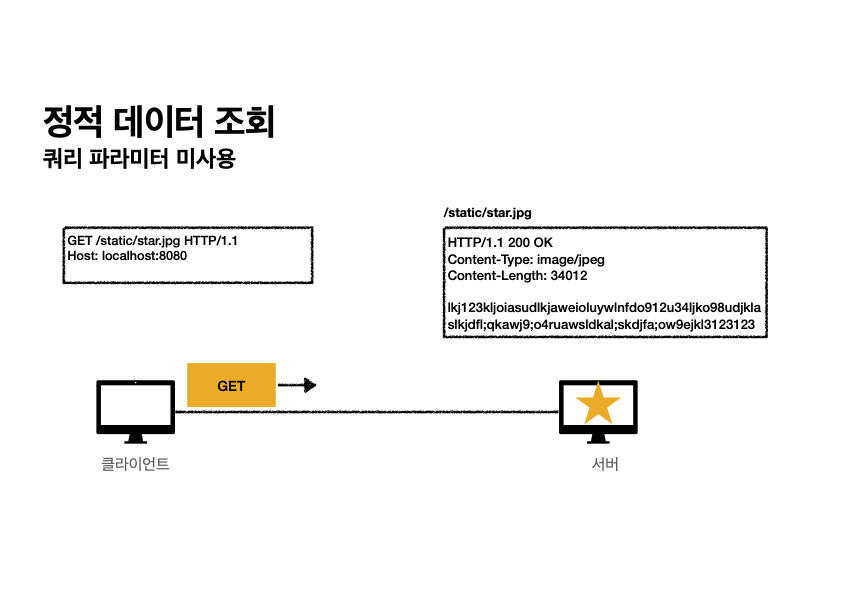 정적 데이터 조회
쿼리 파라미터 미사용
GET /static/star.jpg HTTP/1.1
Host: localhost:8080
/static/star.jpg
HTTP/1.1 200 OK
Content-Type: image/jpeg
Content-Length: 34012
lkj123kljoiasudlkjaweioluywlnfdo912u34ljko98udjkla
slkjdfl;qkawj9;o4ruawsldkal;skdjfa;ow9ejkl3123123
GET
클라이언트
서버